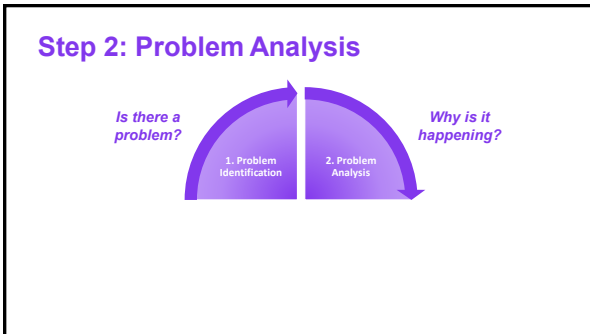 Step 2: Problem Analysis
Is there a
problem?
Why is it
happening?
1. Problem
Identification
2. Problem
Analysis